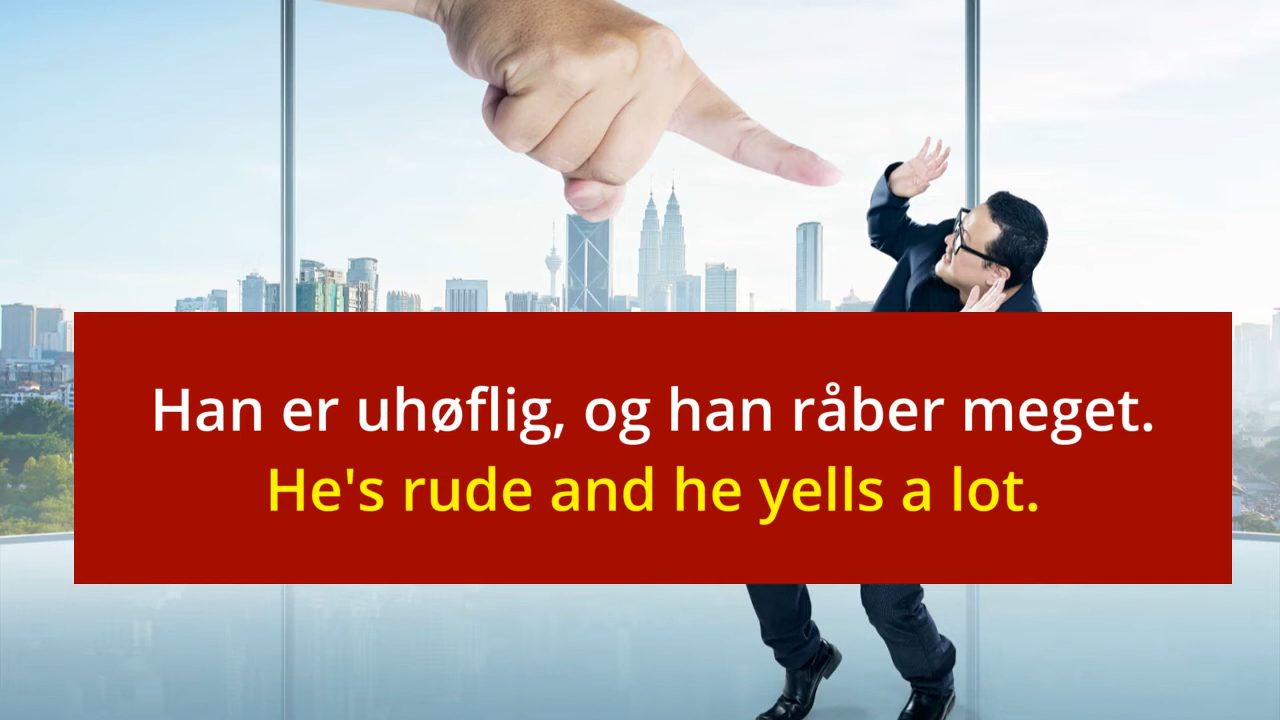 Han er uhøflig, og han råber meget.
He's rude and he yells a lot.